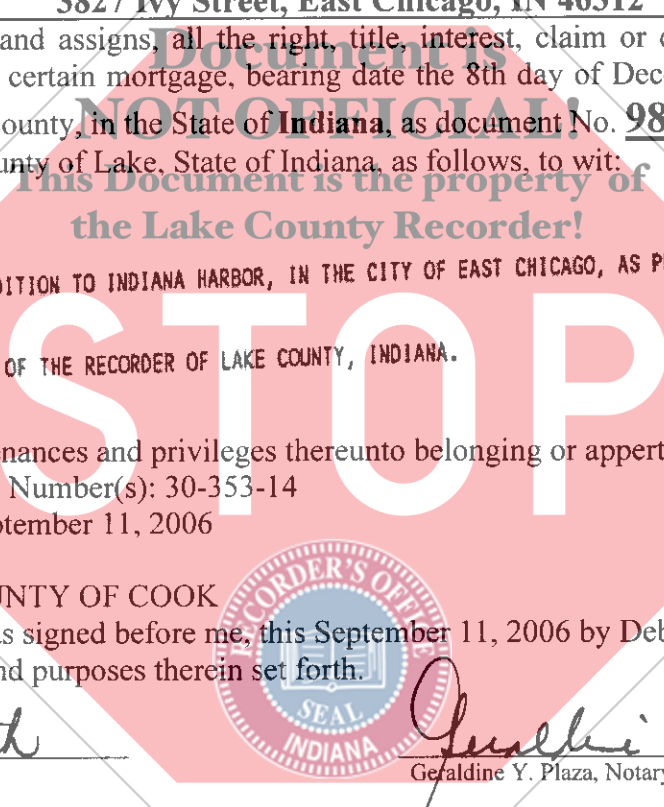 3827 Ivy Street, East Chicago, IN 46312
and assigns, all the right, title, interest, claim or
Document is
certain mortgage, bearing date the 8th day of Dec
NOT OFFICIAL!
ounty, in the State of Indiana, as document No. 98
unty of Lake, State of Indiana, as follows, to wit:
This Document is the property of
the Lake County Recorder!
DITION TO INDIANA HARBOR, IN THE CITY OF EAST CHICAGO, AS P
STOP
OF THE RECORDER OF LAKE COUNTY, INDIANA.
enances and privileges thereunto belonging or appert
Number(s): 30-353-14
ptember 11, 2006
UNTY OF COOK
s signed before me, this September 11, 2006 by Deb
nd purposes therein set forth.
RECORDER'S OFFICE
SEAL
INDIANA
Geraldine Y. Plaza, Notary